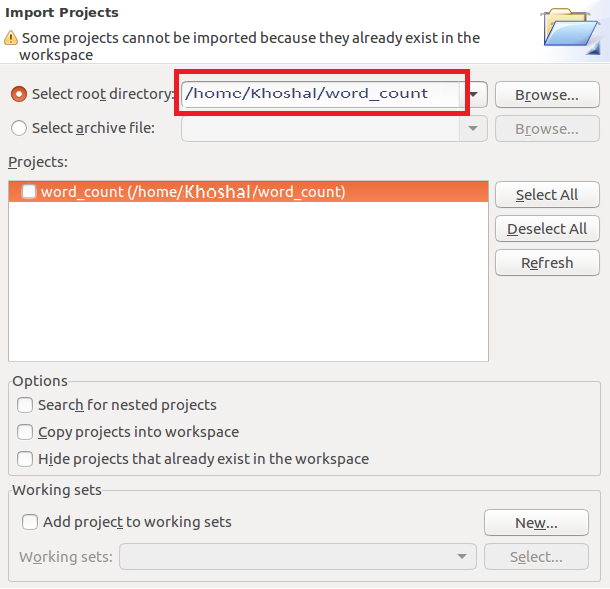 Import Projects
Some projects cannot be imported because they already exist in the
workspace
Select root directory: /home/Khoshal/word_count Browse...
Select archive file: Browse...
Projects:
word_count (/home/Khoshal/word_count)
Select All
Deselect All
Refresh
Options
Search for nested projects
Copy projects into workspace
Hide projects that already exist in the workspace
Working sets
Add project to working sets New...
Working sets: Select...